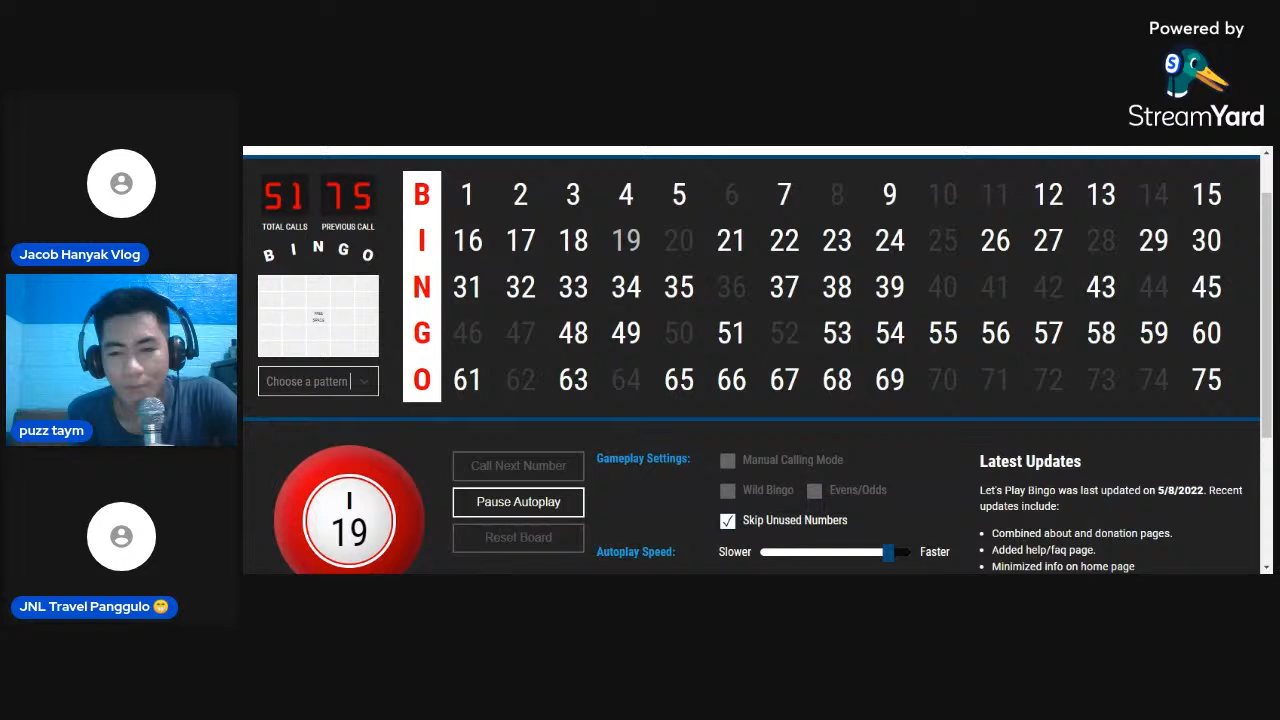 Powered by
S
StreamYard
Jacob Hanyak Vlog
puzz taym
JNL Travel Panggulo 😁
51 75
TOTAL CALLS PREVIOUS CALL
B I N G O
FREE
SPACE
Choose a pattern
B 1 2 3 4 5 6 7 8 9 10 11 12 13 14 15
I 16 17 18 19 20 21 22 23 24 25 26 27 28 29 30
N 31 32 33 34 35 36 37 38 39 40 41 42 43 44 45
G 46 47 48 49 50 51 52 53 54 55 56 57 58 59 60
O 61 62 63 64 65 66 67 68 69 70 71 72 73 74 75
I
19
Call Next Number
Pause Autoplay
Reset Board
Gameplay Settings:
Manual Calling Mode
Wild Bingo Evens/Odds
Skip Unused Numbers
Autoplay Speed: Slower Faster
Latest Updates
Let's Play Bingo was last updated on 5/8/2022. Recent
updates include:
Combined about and donation pages.
Added help/faq page.
Minimized info on home page